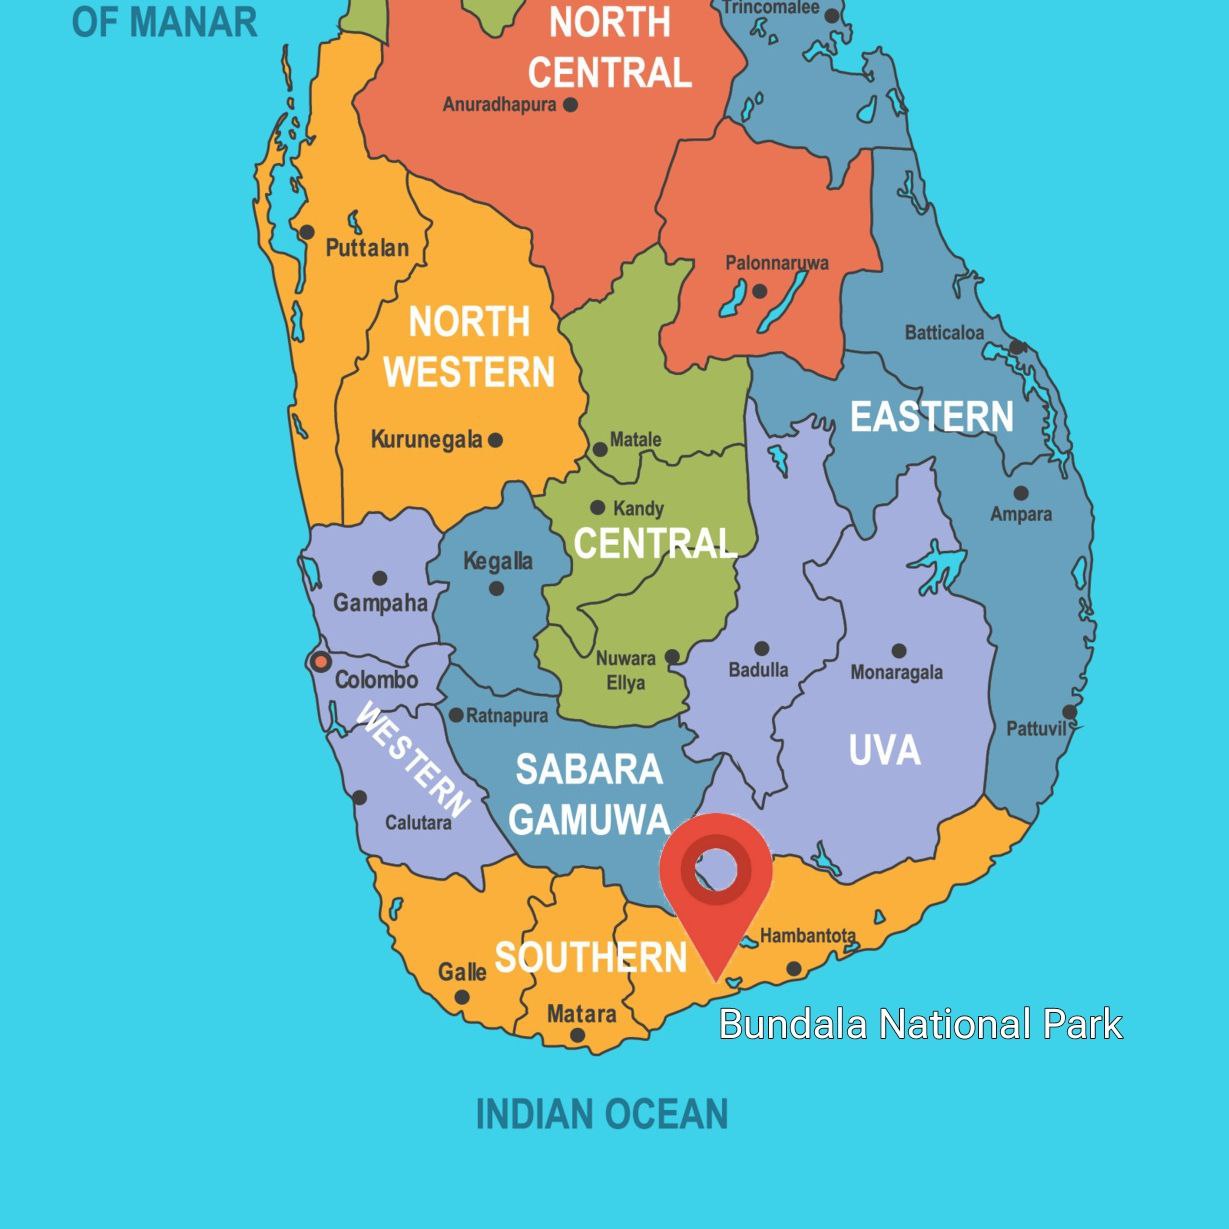 OF MANAR
Trincomalee
NORTH
CENTRAL
Anuradhapura
Puttalan
Palonnaruwa
NORTH
WESTERN
Batticaloa
EASTERN
Kurunegala
Matale
Kandy
Ampara
CENTRAL
Kegalla
Gampaha
Nuwara
Ellya
Badulla
Monaragala
Colombo
Ratnapura
WESTERN
Pattuvil
UVA
SABARA
GAMUWA
Calutara
Hambantota
SOUTHERN
Galle
Matara
Bundala National Park
INDIAN OCEAN